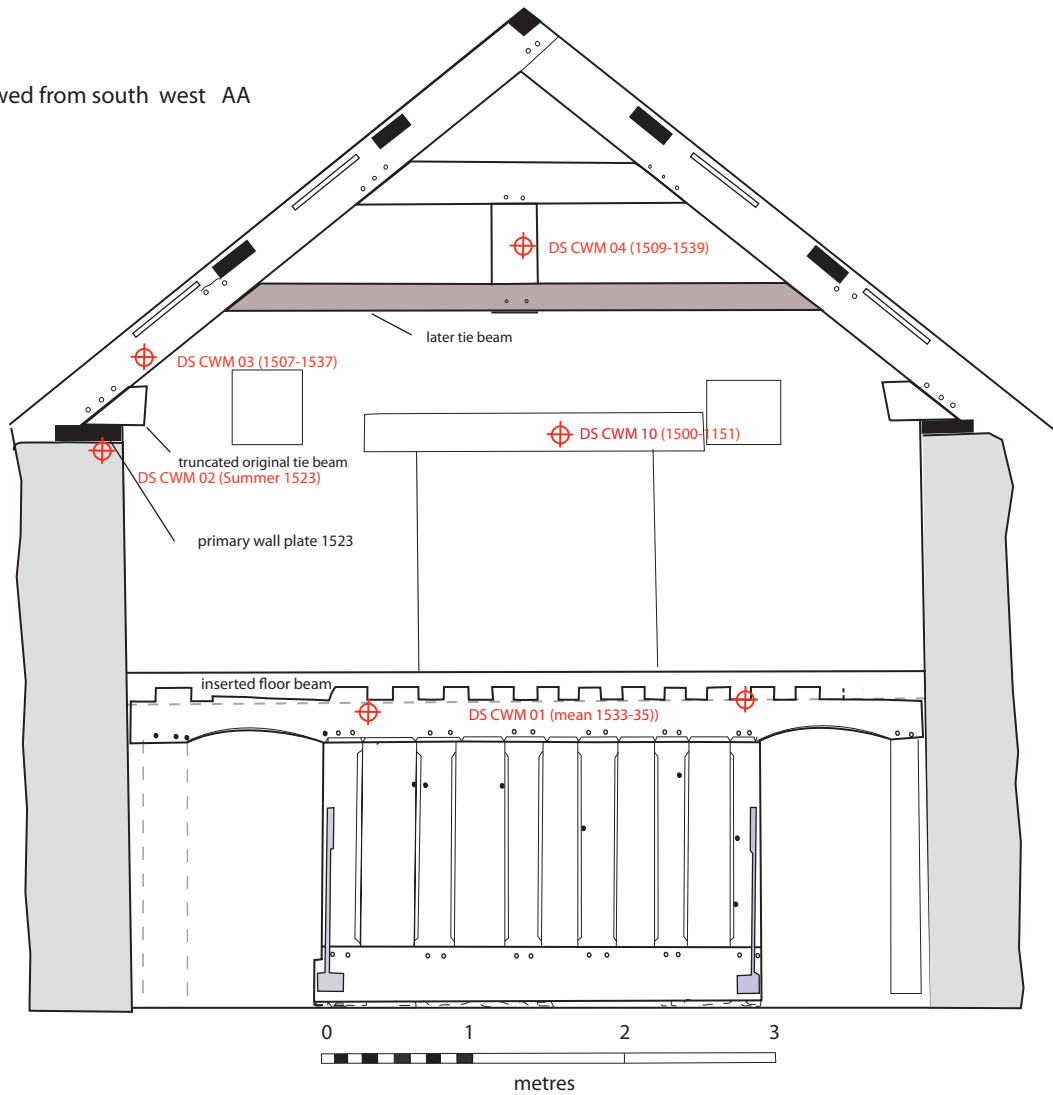 wed from south west AA
DS CWM 04 (1509-1539)
later tie beam
DS CWM 03 (1507-1537)
DS CWM 10 (1500-1151)
truncated original tie beam
DS CWM 02 (Summer 1523)
primary wall plate 1523
inserted floor beam
DS CWM 01 (mean 1533-35))
0 1 2 3
metres